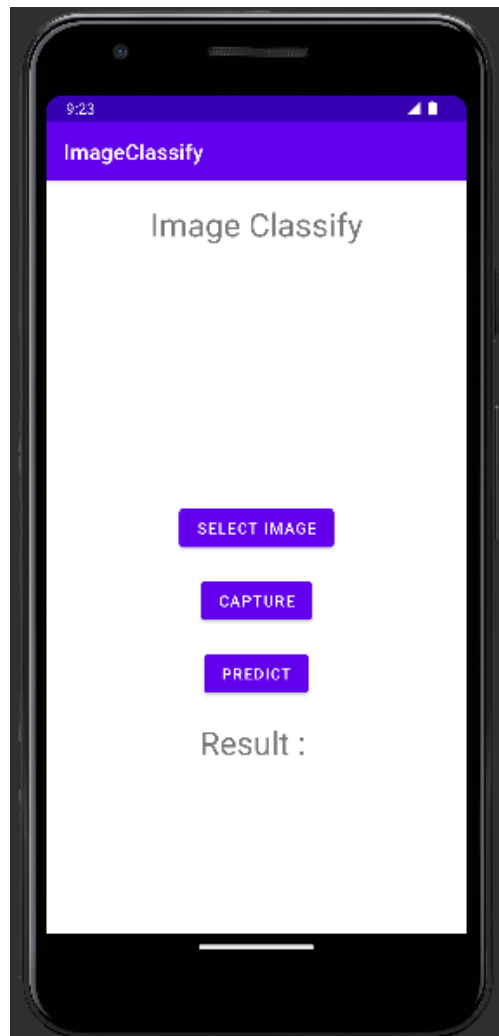 9:23
ImageClassify
Image Classify
SELECT IMAGE
CAPTURE
PREDICT
Result :